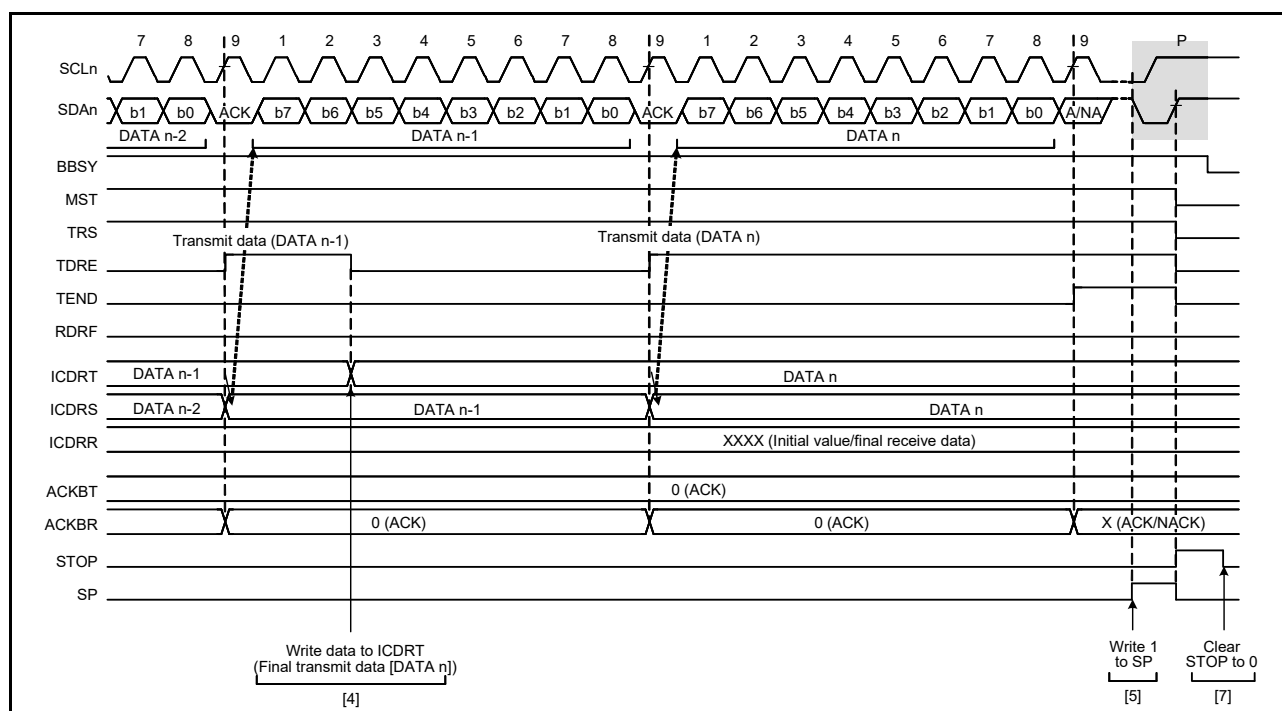 7 8 9 1 2 3 4 5 6 7 8 9 1 2 3 4 5 6 7 8 9 P
SCLn
SDAn b1 b0 ACK b7 b6 b5 b4 b3 b2 b1 b0 ACK b7 b6 b5 b4 b3 b2 b1 b0 A/NA
DATA n-2 DATA n-1 DATA n
BBSY
MST
TRS
Transmit data (DATA n-1) Transmit data (DATA n)
TDRE
TEND
RDRF
ICDRT DATA n-1 DATA n
ICDRS DATA n-2 DATA n-1 DATA n
ICDRR XXXX (Initial value/final receive data)
ACKBT 0 (ACK)
ACKBR 0 (ACK) 0 (ACK) X (ACK/NACK)
STOP
SP
Write data to ICDRT
(Final transmit data [DATA n])
[4]
Write 1
to SP
[5]
Clear
STOP to 0
[7]